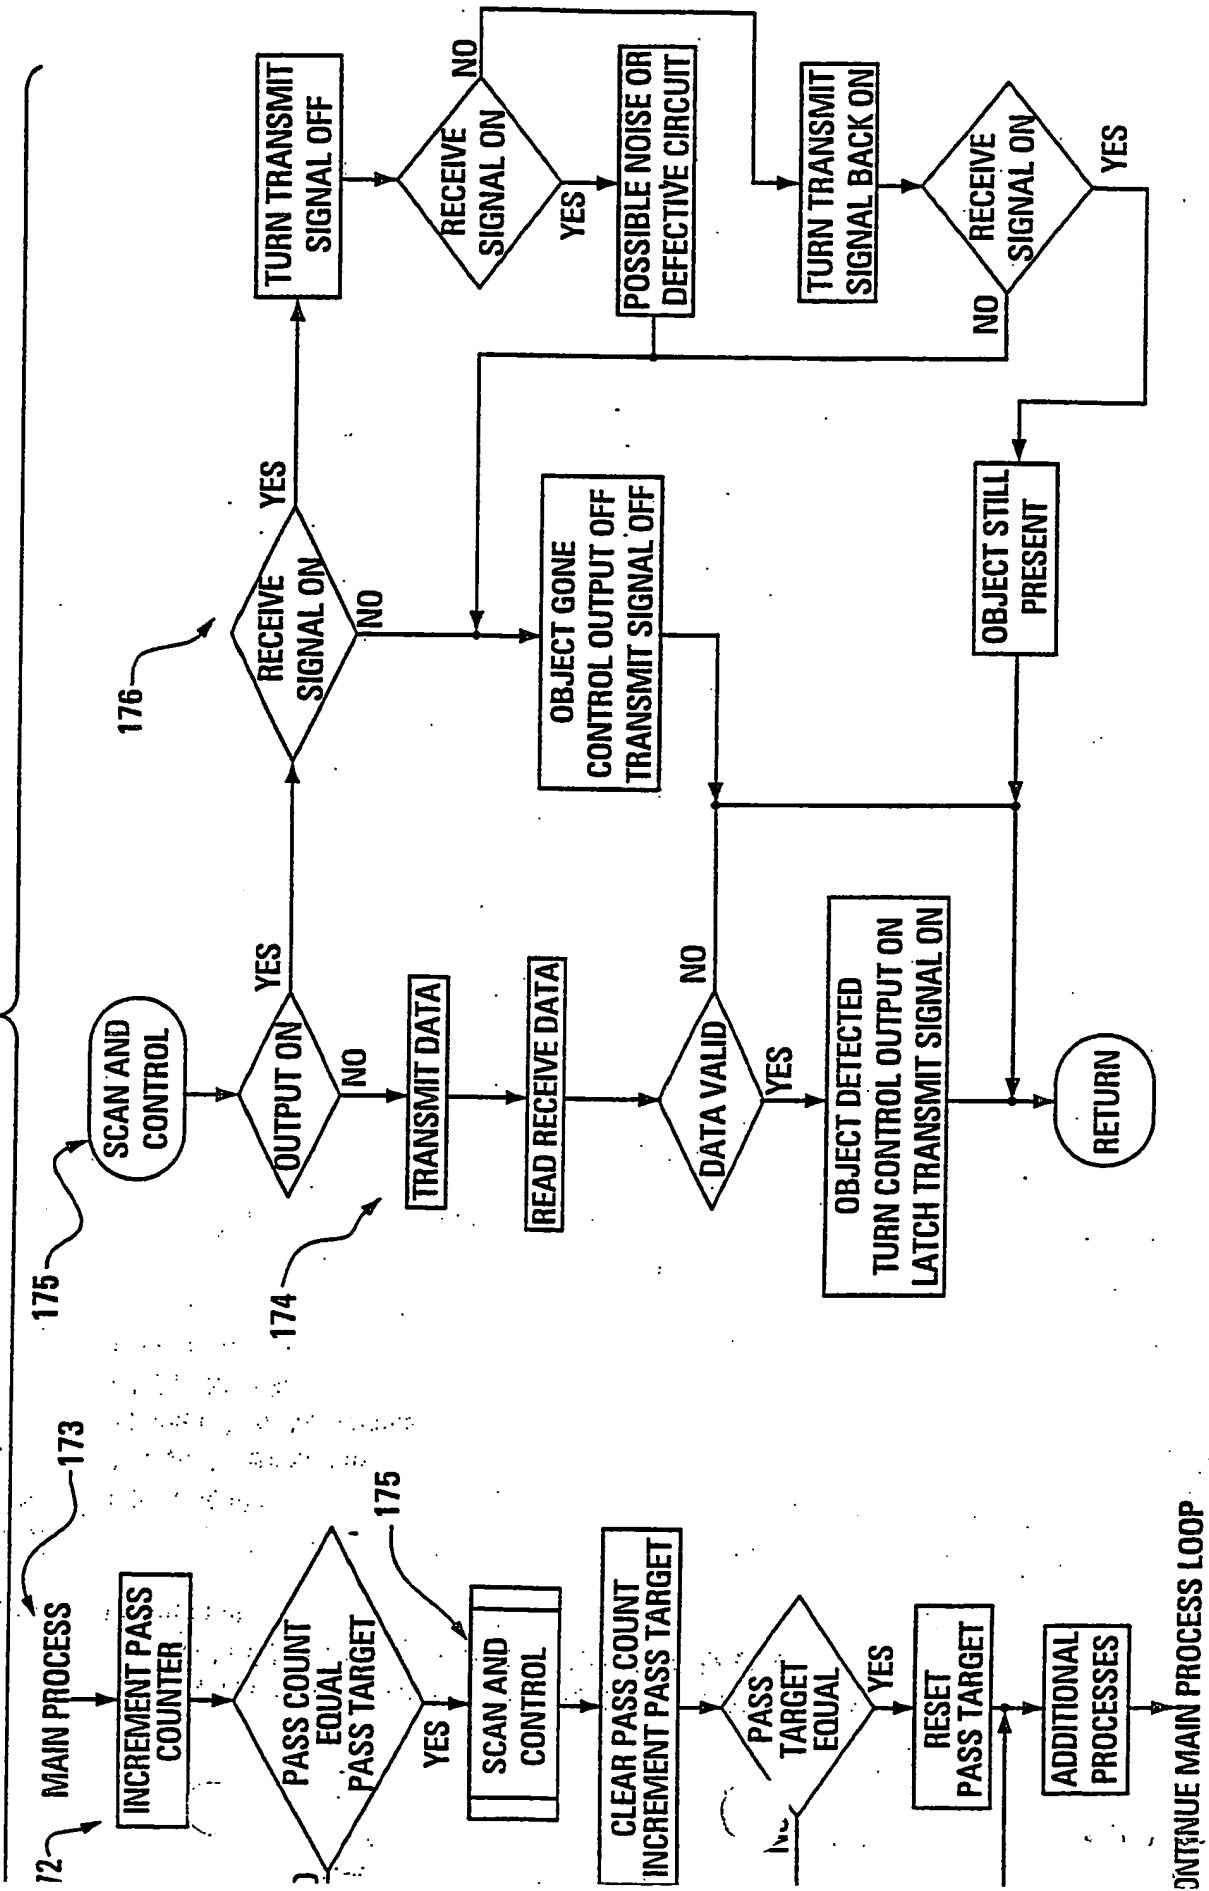 72
MAIN PROCESS
173
INCREMENT PASS
COUNTER
PASS COUNT
EQUAL
PASS TARGET
YES
175
SCAN AND
CONTROL
CLEAR PASS COUNT
INCREMENT PASS TARGET
PASS
TARGET
EQUAL
YES
RESET
PASS TARGET
ADDITIONAL
PROCESSES
ONTINUE MAIN PROCESS LOOP
175
SCAN AND
CONTROL
OUTPUT ON
YES
NO
174
TRANSMIT DATA
READ RECEIVE DATA
DATA VALID
NO
YES
OBJECT DETECTED
TURN CONTROL OUTPUT ON
LATCH TRANSMIT SIGNAL ON
RETURN
176
RECEIVE
SIGNAL ON
YES
NO
OBJECT GONE
CONTROL OUTPUT OFF
TRANSMIT SIGNAL OFF
OBJECT STILL
PRESENT
TURN TRANSMIT
SIGNAL OFF
RECEIVE
SIGNAL ON
NO
YES
POSSIBLE NOISE OR
DEFECTIVE CIRCUIT
TURN TRANSMIT
SIGNAL BACK ON
RECEIVE
SIGNAL ON
NO
YES